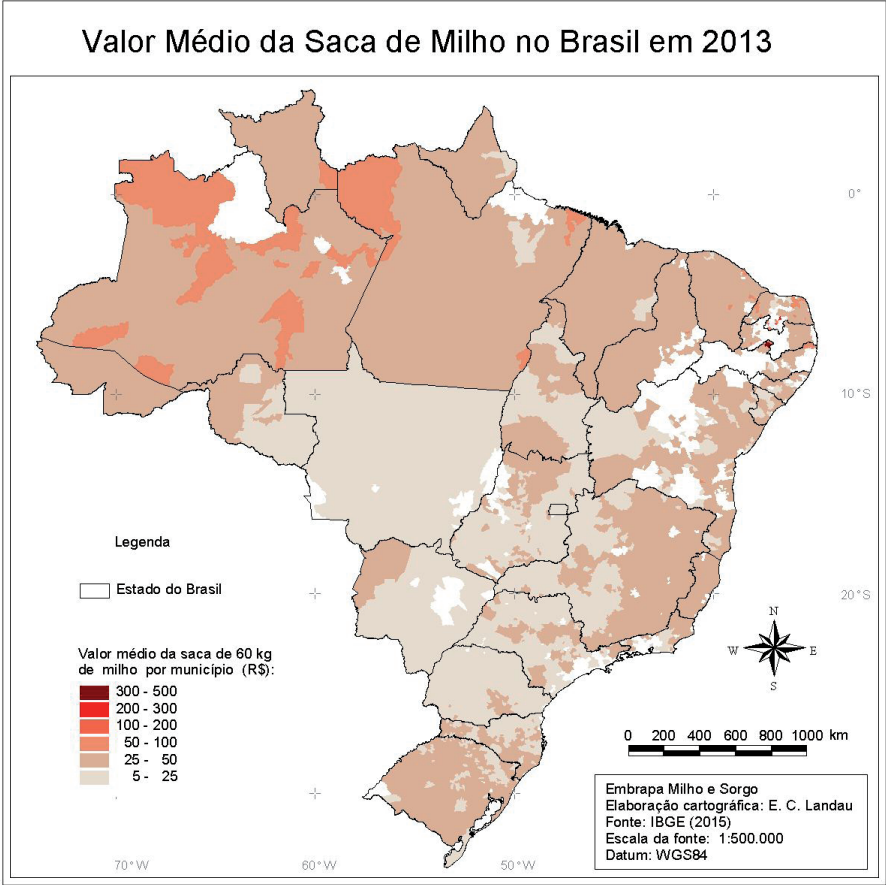 Valor Médio da Saca de Milho no Brasil em 2013
0°
10°S
20°S
Legenda
Estado do Brasil
Valor médio da saca de 60 kg
de milho por município (R$):
300 - 500
200 - 300
100 - 200
50 - 100
25 - 50
5 - 25
N
W E
S
0 200 400 600 800 1000 km
Embrapa Milho e Sorgo
Elaboração cartográfica: E. C. Landau
Fonte: IBGE (2015)
Escala da fonte: 1:500.000
Datum: WGS84
70°W 60°W 50°W